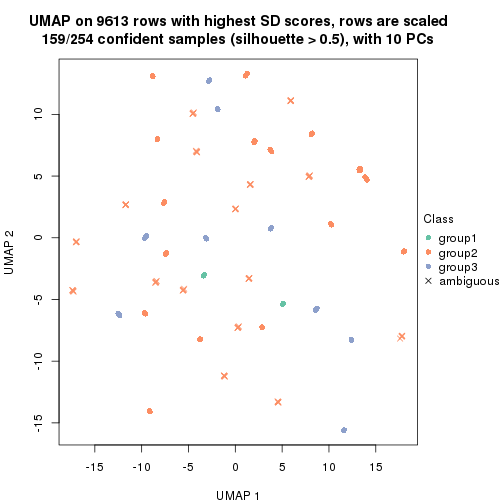 UMAP on 9613 rows with highest SD scores, rows are scaled
159/254 confident samples (silhouette > 0.5), with 10 PCs
10
5
0
-5
-10
-15
UMAP 2
-15
-10
-5
0
5
10
15
UMAP 1
Class
group1
group2
group3
ambiguous